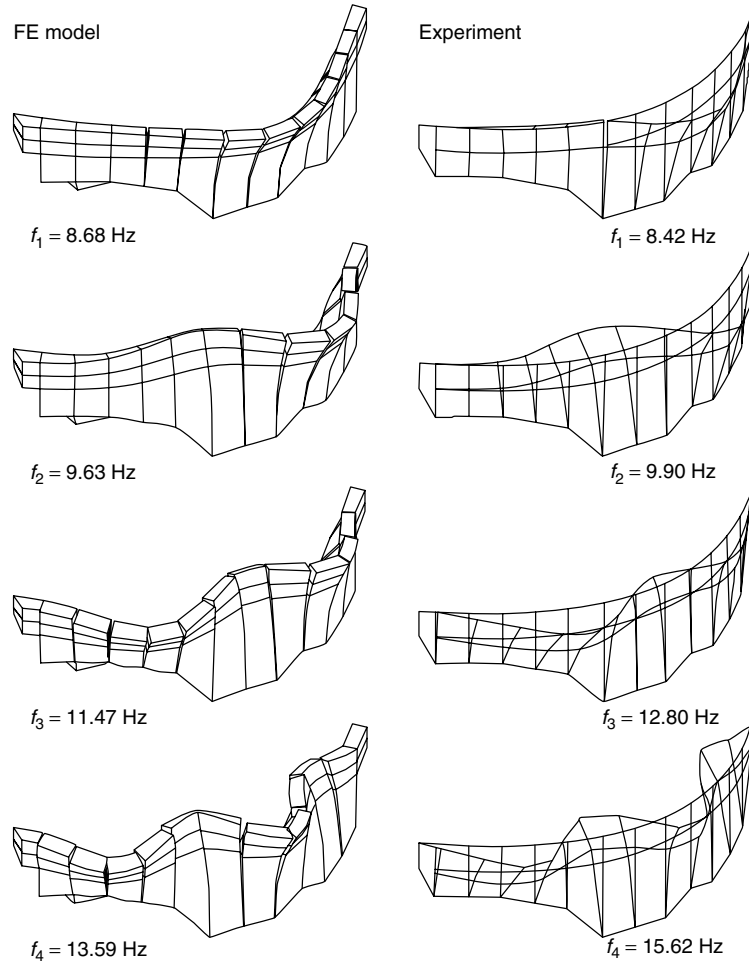 FE model
Experiment
f1 = 8.68 Hz
f1 = 8.42 Hz
f2 = 9.63 Hz
f2 = 9.90 Hz
f3 = 11.47 Hz
f3 = 12.80 Hz
f4 = 13.59 Hz
f4 = 15.62 Hz